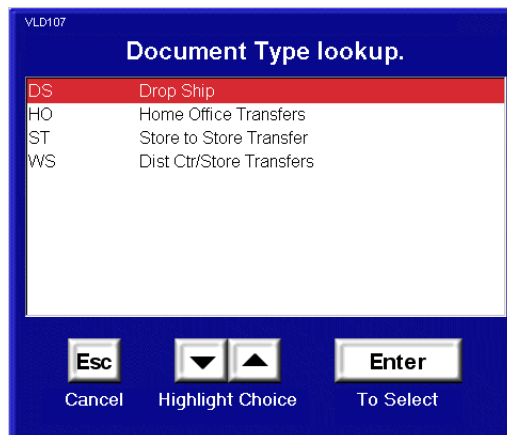 VLD107
Document Type lookup.
DS Drop Ship
HO Home Office Transfers
ST Store to Store Transfer
WS Dist Ctr/Store Transfers
Esc Enter
Cancel Highlight Choice To Select